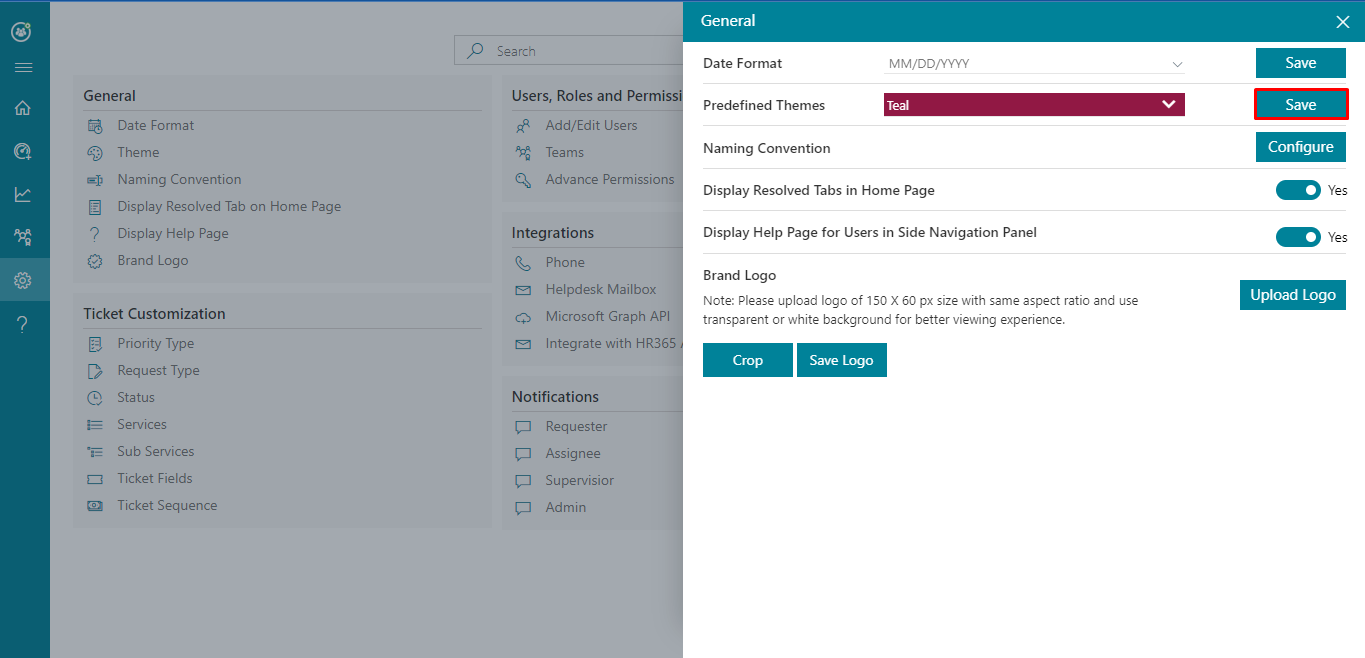 General
Date Format
MM/DD/YYYY
Save
Predefined Themes
Teal
Save
Naming Convention
Configure
Display Resolved Tabs in Home Page
Yes
Display Help Page for Users in Side Navigation Panel
Yes
Brand Logo
Note: Please upload logo of 150 X 60 px size with same aspect ratio and use
transparent or white background for better viewing experience.
Upload Logo
Crop
Save Logo
Search
General
Date Format
Theme
Naming Convention
Display Resolved Tab on Home Page
Display Help Page
Brand Logo
Ticket Customization
Priority Type
Request Type
Status
Services
Sub Services
Ticket Fields
Ticket Sequence
Users, Roles and Permissi
Add/Edit Users
Teams
Advance Permissions
Integrations
Phone
Helpdesk Mailbox
Microsoft Graph API
Integrate with HR365
Notifications
Requester
Assignee
Supervisior
Admin